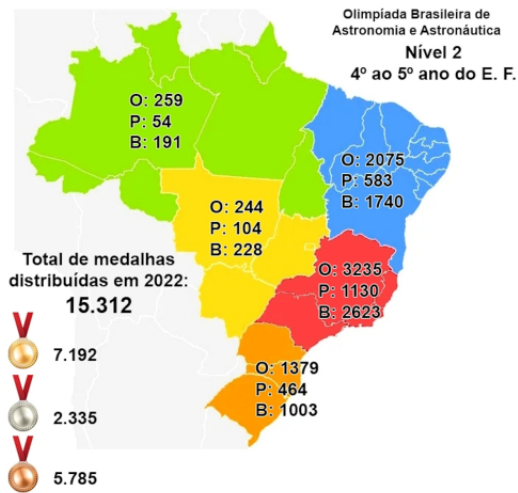 Olimpíada Brasileira de
Astronomia e Astronáutica
Nível 2
4º ao 5º ano do E. F.
O: 259
P: 54
B: 191
O: 2075
P: 583
B: 1740
O: 244
P: 104
B: 228
Total de medalhas
distribuídas em 2022:
15.312
O: 3235
P: 1130
B: 2623
7.192
O: 1379
P: 464
B: 1003
2.335
5.785